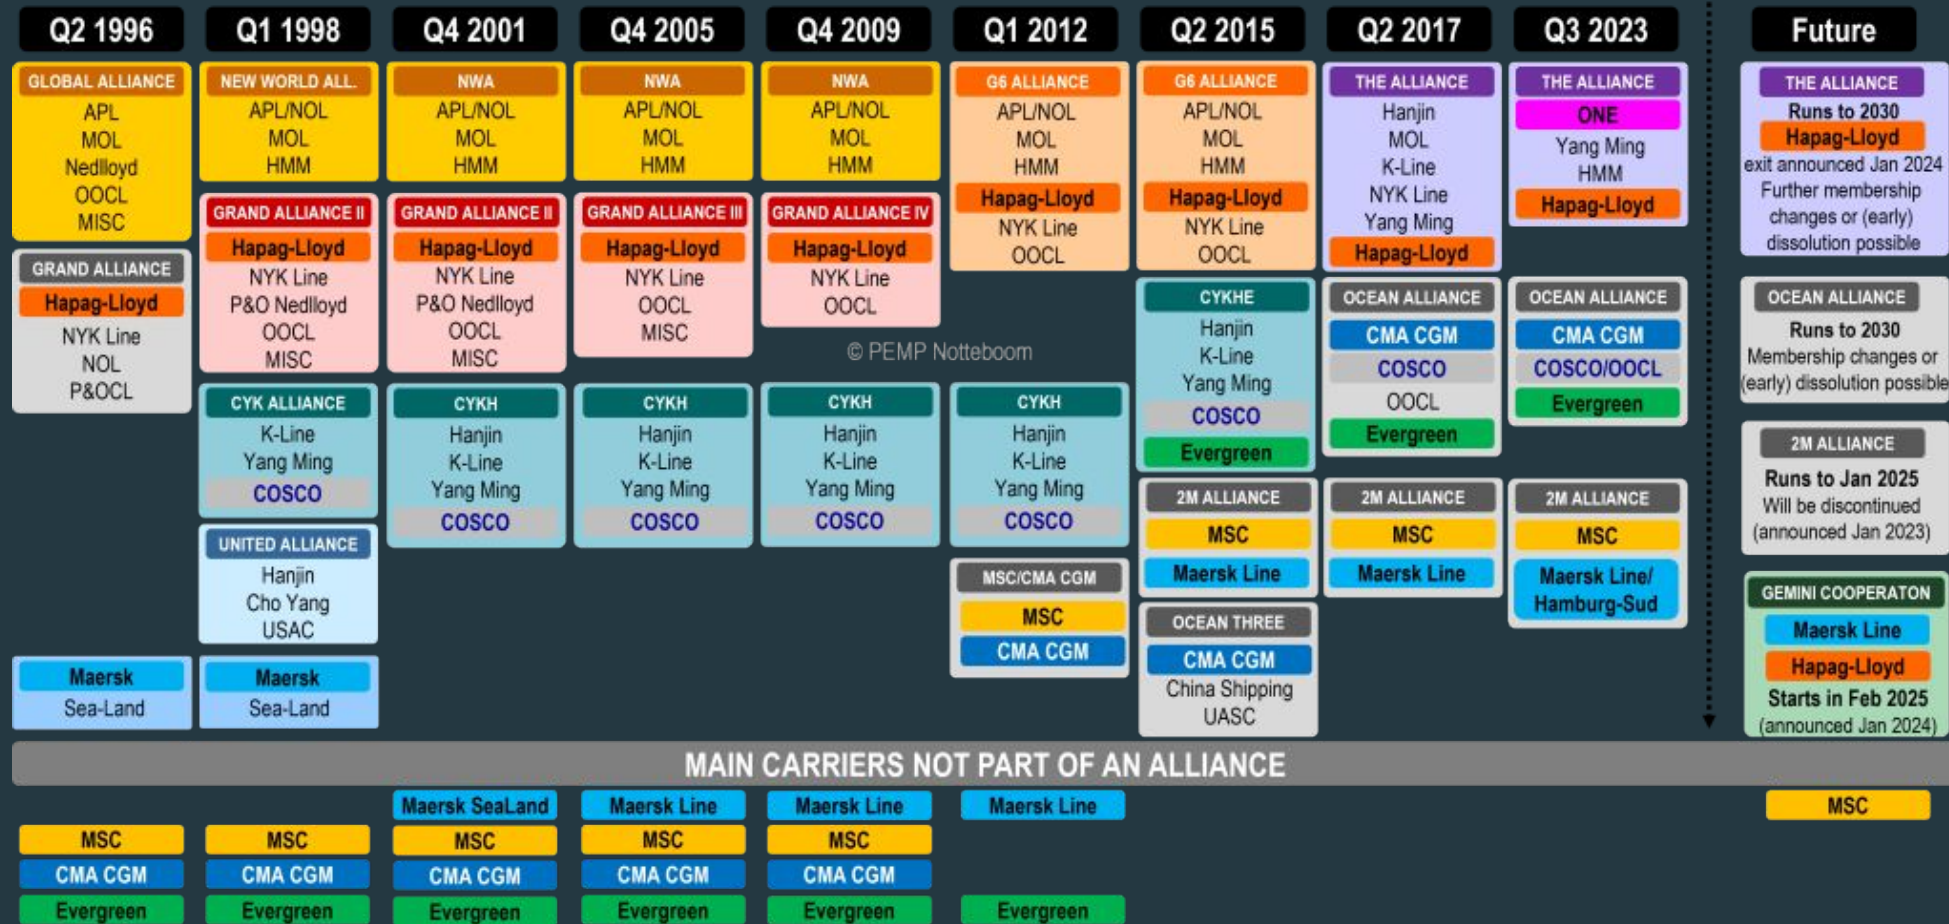 Q2 1996
GLOBAL ALLIANCE
APL
MOL
Nedlloyd
OOCL
MISC
GRAND ALLIANCE
Hapag-Lloyd
NYK Line
NOL
P&OCL
Maersk
Sea-Land
Q1 1998
NEW WORLD ALL.
APL/NOL
MOL
HMM
GRAND ALLIANCE II
Hapag-Lloyd
NYK Line
P&O Nedlloyd
OOCL
MISC
CYK ALLIANCE
K-Line
Yang Ming
COSCO
UNITED ALLIANCE
Hanjin
Cho Yang
USAC
Maersk
Sea-Land
Q4 2001
NWA
APL/NOL
MOL
HMM
GRAND ALLIANCE II
Hapag-Lloyd
NYK Line
P&O Nedlloyd
OOCL
MISC
CYKH
Hanjin
K-Line
Yang Ming
COSCO
Q4 2005
NWA
APL/NOL
MOL
HMM
GRAND ALLIANCE III
Hapag-Lloyd
NYK Line
OOCL
MISC
CYKH
Hanjin
K-Line
Yang Ming
COSCO
Q4 2009
NWA
APL/NOL
MOL
HMM
GRAND ALLIANCE IV
Hapag-Lloyd
NYK Line
OOCL
© PEMP Notteboom
CYKH
Hanjin
K-Line
Yang Ming
COSCO
Q1 2012
G6 ALLIANCE
APL/NOL
MOL
HMM
Hapag-Lloyd
NYK Line
OOCL
CYKH
Hanjin
K-Line
Yang Ming
COSCO
MSC/CMA CGM
MSC
CMA CGM
Q2 2015
G6 ALLIANCE
APL/NOL
MOL
HMM
Hapag-Lloyd
NYK Line
OOCL
CYKHE
Hanjin
K-Line
Yang Ming
COSCO
Evergreen
2M ALLIANCE
MSC
Maersk Line
OCEAN THREE
CMA CGM
China Shipping
UASC
Q2 2017
THE ALLIANCE
Hanjin
MOL
K-Line
NYK Line
Yang Ming
Hapag-Lloyd
OCEAN ALLIANCE
CMA CGM
COSCO
OOCL
Evergreen
2M ALLIANCE
MSC
Maersk Line
Q3 2023
THE ALLIANCE
ONE
Yang Ming
HMM
Hapag-Lloyd
OCEAN ALLIANCE
CMA CGM
COSCO/OOCL
Evergreen
2M ALLIANCE
MSC
Maersk Line/
Hamburg-Sud
Future
THE ALLIANCE
Runs to 2030
Hapag-Lloyd
exit announced Jan 2024
Further membership
changes or (early)
dissolution possible
OCEAN ALLIANCE
Runs to 2030
Membership changes or
(early) dissolution possible
2M ALLIANCE
Runs to Jan 2025
Will be discontinued
(announced Jan 2023)
GEMINI COOPERATON
Maersk Line
Hapag-Lloyd
Starts in Feb 2025
(announced Jan 2024)
MAIN CARRIERS NOT PART OF AN ALLIANCE
MSC
CMA CGM
Evergreen
MSC
CMA CGM
Evergreen
Maersk SeaLand
MSC
CMA CGM
Evergreen
Maersk Line
MSC
CMA CGM
Evergreen
Maersk Line
MSC
CMA CGM
Evergreen
Maersk Line
Evergreen
MSC